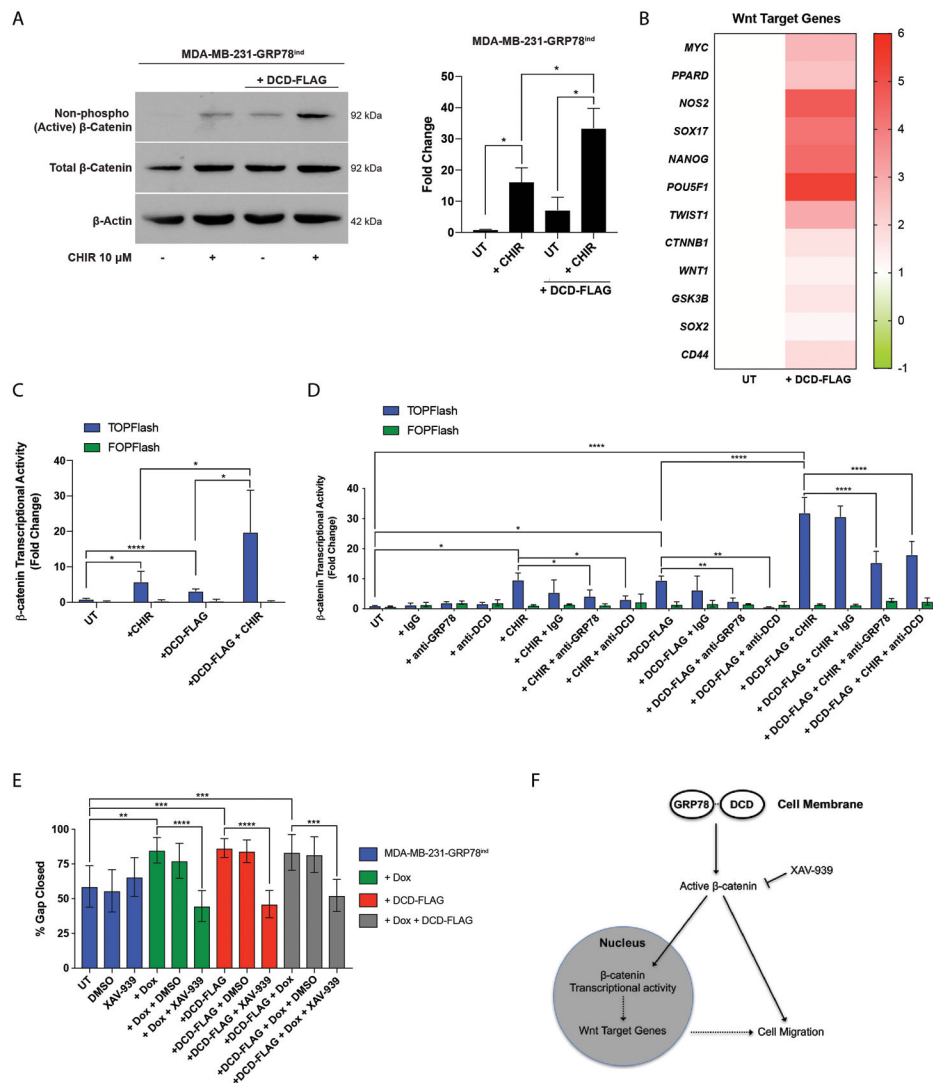 A
MDA-MB-231-GRP78ind
+ DCD-FLAG
Non-phospho
(Active) β-Catenin
92 kDa
Total β-Catenin
92 kDa
β-Actin
42 kDa
CHIR 10 µM
- + - +
MDA-MB-231-GRP78ind
Fold Change
50
40
30
20
10
0
*
*
*
UT
+ CHIR
UT
+ CHIR
+ DCD-FLAG
B
Wnt Target Genes
MYC
PPARD
NOS2
SOX17
NANOG
POU5F1
TWIST1
CTNNB1
WNT1
GSK3B
SOX2
CD44
UT
+ DCD-FLAG
6
5
4
3
2
1
0
-1
C
TOPFlash
FOPFlash
β-catenin Transcriptional Activity
(Fold Change)
40
30
20
10
0
*
*
****
*
UT
+CHIR
+DCD-FLAG
+DCD-FLAG + CHIR
D
TOPFlash
FOPFlash
β-catenin Transcriptional Activity
(Fold Change)
40
30
20
10
0
****
****
****
****
*
*
*
*
**
**
UT
+ IgG
+ anti-GRP78
+ anti-DCD
+ CHIR
+ CHIR + IgG
+ CHIR + anti-GRP78
+ CHIR + anti-DCD
+DCD-FLAG
+ DCD-FLAG + IgG
+ DCD-FLAG + anti-GRP78
+ DCD-FLAG + anti-DCD
+ DCD-FLAG + CHIR
+ DCD-FLAG + CHIR + IgG
+ DCD-FLAG + CHIR + anti-GRP78
+ DCD-FLAG + CHIR + anti-DCD
E
% Gap Closed
100
75
50
25
0
***
***
**
****
****
***
UT
DMSO
XAV-939
+ Dox
+ Dox + DMSO
+ Dox + XAV-939
+DCD-FLAG
+DCD-FLAG + DMSO
+DCD-FLAG + XAV-939
+DCD-FLAG + Dox
+DCD-FLAG + Dox + DMSO
+DCD-FLAG + Dox + XAV-939
MDA-MB-231-GRP78ind
+ Dox
+ DCD-FLAG
+ Dox + DCD-FLAG
F
GRP78
DCD
Cell Membrane
XAV-939
Active β-catenin
Nucleus
β-catenin
Transcriptional activity
Wnt Target Genes
Cell Migration